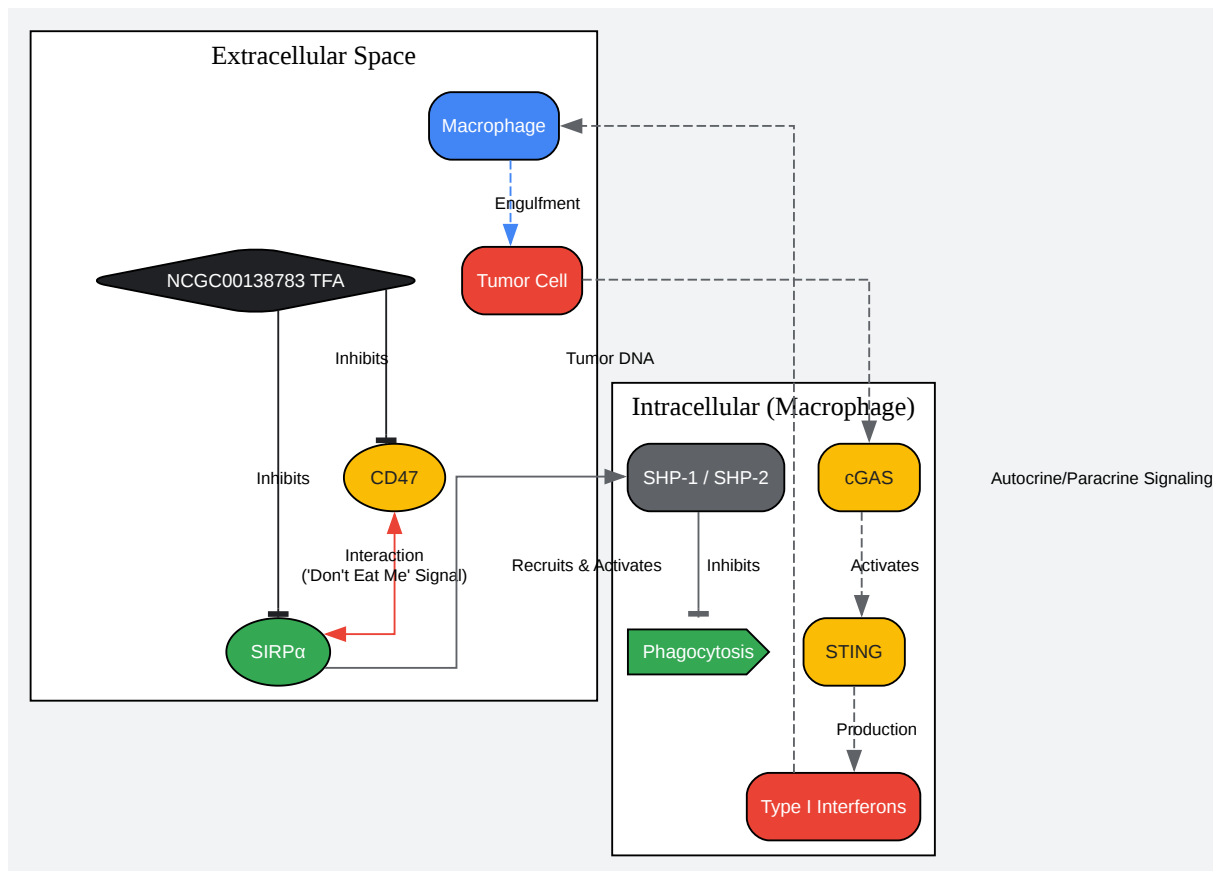 Extracellular Space
Macrophage
Engulfment
NCGC00138783 TFA
Tumor Cell
Inhibits
Tumor DNA
Intracellular (Macrophage)
Inhibits
CD47
SHP-1 / SHP-2
cGAS
Autocrine/Paracrine Signaling
Interaction
('Don't Eat Me' Signal)
Recruits & Activates
Inhibits
Activates
SIRPα
Phagocytosis
STING
Production
Type I Interferons